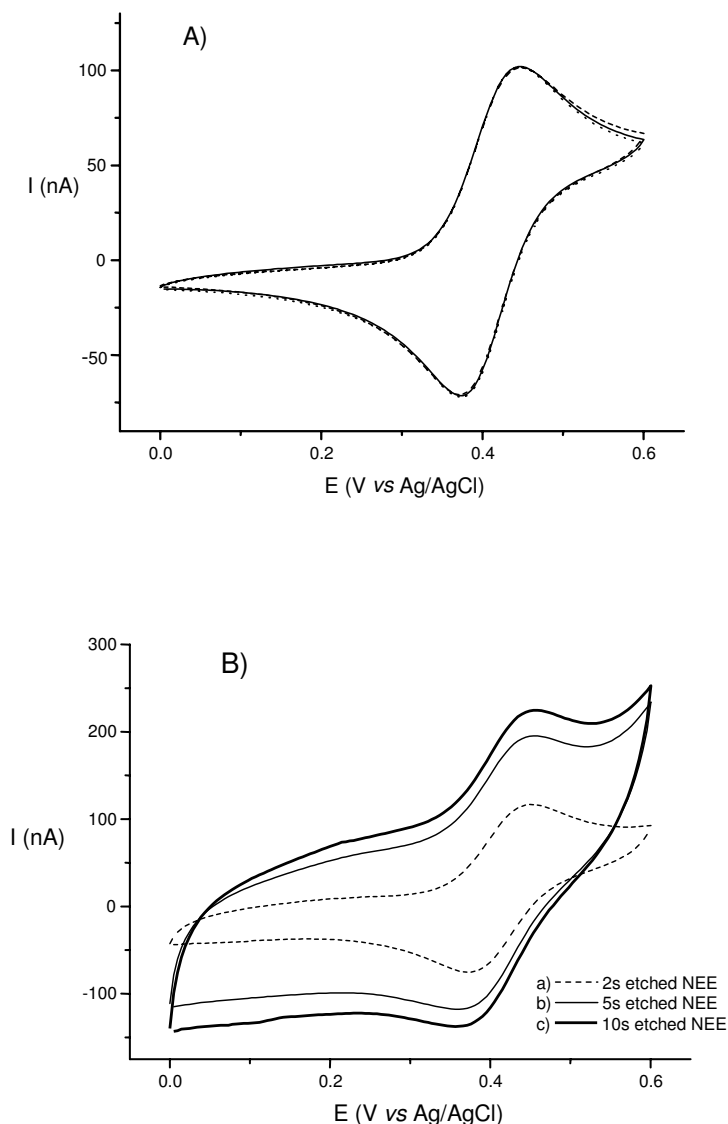 A)
100
50
0
-50
I (nA)
0.0 0.2 0.4 0.6
E (V vs Ag/AgCl)
B)
300
200
100
0
-100
I (nA)
a) 2s etched NEE
b) 5s etched NEE
c) 10s etched NEE
0.0 0.2 0.4 0.6
E (V vs Ag/AgCl)